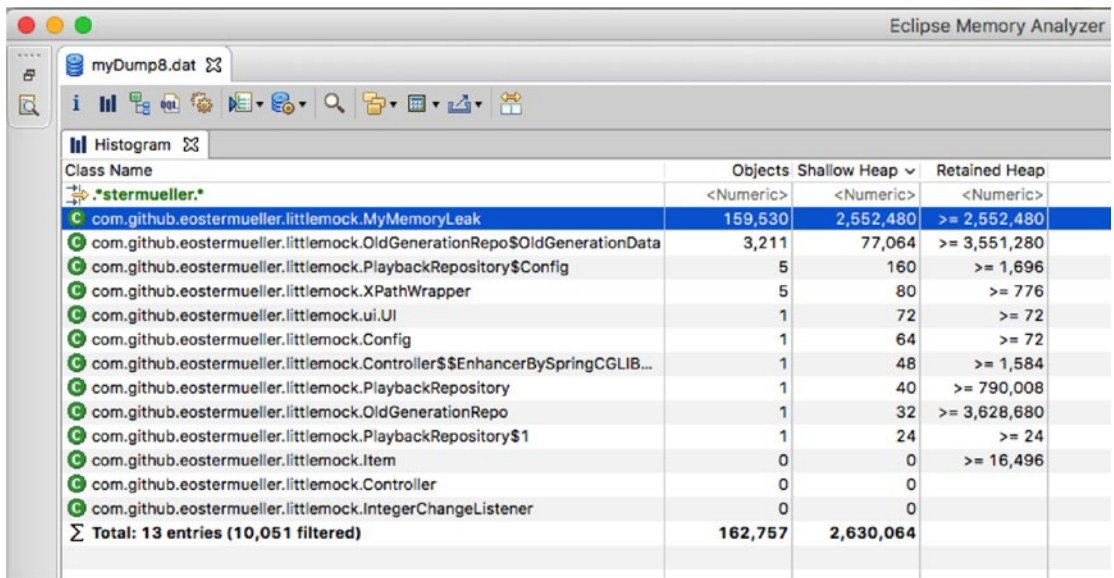 Eclipse Memory Analyzer
myDump8.dat
i OQL
Histogram
Class Name Objects Shallow Heap Retained Heap
.*stermueller.* <Numeric> <Numeric> <Numeric>
com.github.eostermueller.littlemock.MyMemoryLeak 159,530 2,552,480 >= 2,552,480
com.github.eostermueller.littlemock.OldGenerationRepo$OldGenerationData 3,211 77,064 >= 3,551,280
com.github.eostermueller.littlemock.PlaybackRepository$Config 5 160 >= 1,696
com.github.eostermueller.littlemock.XPathWrapper 5 80 >= 776
com.github.eostermueller.littlemock.ui.UI 1 72 >= 72
com.github.eostermueller.littlemock.Config 1 64 >= 72
com.github.eostermueller.littlemock.Controller$$EnhancerBySpringCGLIB... 1 48 >= 1,584
com.github.eostermueller.littlemock.PlaybackRepository 1 40 >= 790,008
com.github.eostermueller.littlemock.OldGenerationRepo 1 32 >= 3,628,680
com.github.eostermueller.littlemock.PlaybackRepository$1 1 24 >= 24
com.github.eostermueller.littlemock.Item 0 0 >= 16,496
com.github.eostermueller.littlemock.Controller 0 0
com.github.eostermueller.littlemock.IntegerChangeListener 0 0
∑ Total: 13 entries (10,051 filtered) 162,757 2,630,064